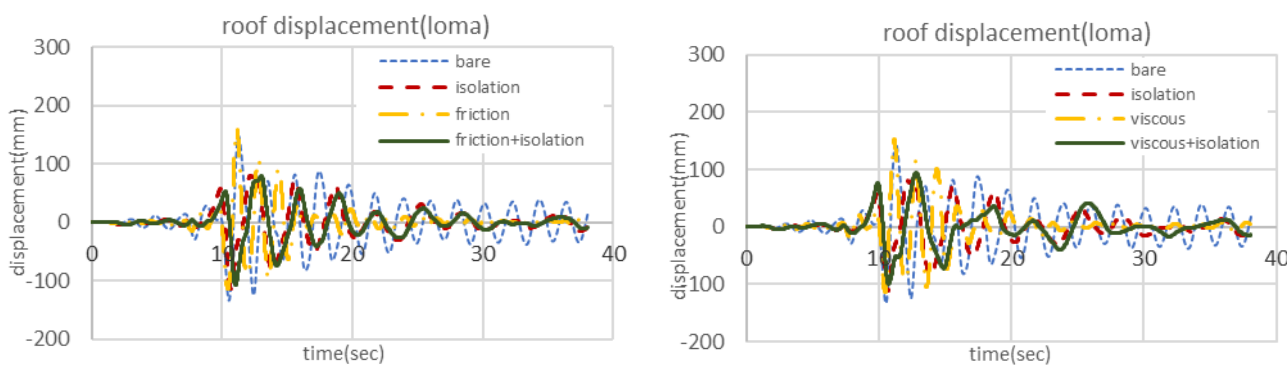 roof displacement(loma)
300
200
100
0
-100
-200
0
10
20
30
40
displacement(mm)
time(sec)
bare
isolation
friction
friction+isolation
roof displacement(loma)
300
200
100
0
-100
-200
0
10
20
30
40
displacement(mm)
time(sec)
bare
isolation
viscous
viscous+isolation